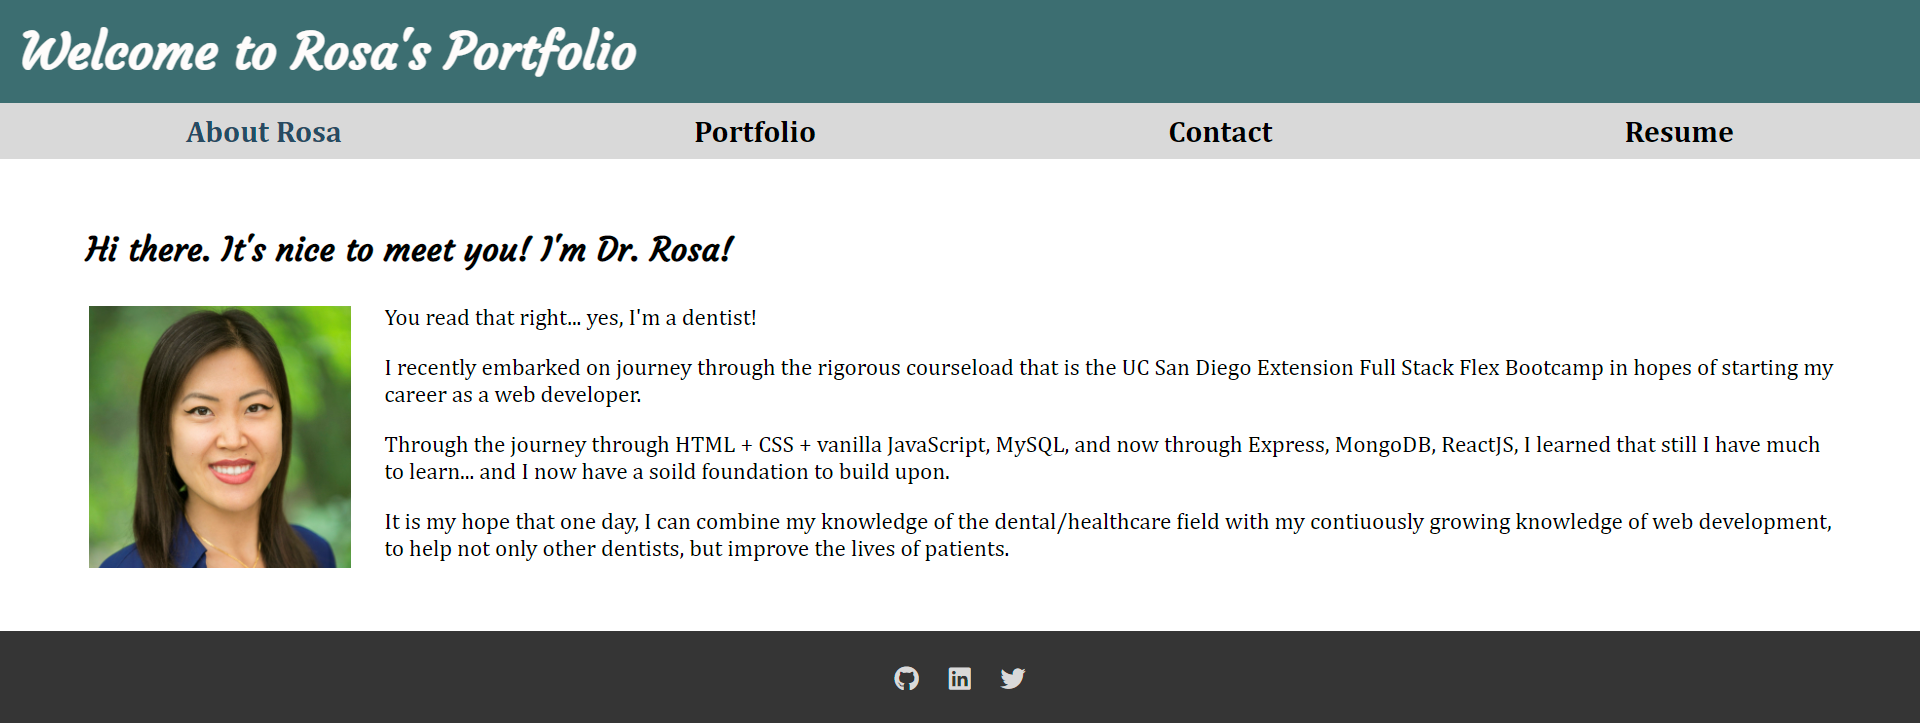 Welcome to Rosa's Portfolio
About Rosa
Portfolio
Contact
Resume
Hi there. It's nice to meet you! I'm Dr. Rosa!
You read that right... yes, I'm a dentist!
I recently embarked on journey through the rigorous courseload that is the UC San Diego Extension Full Stack Flex Bootcamp in hopes of starting my
career as a web developer.
Through the journey through HTML + CSS + vanilla JavaScript, MySQL, and now through Express, MongoDB, ReactJS, I learned that still I have much
to learn... and I now have a soild foundation to build upon.
It is my hope that one day, I can combine my knowledge of the dental/healthcare field with my contiuously growing knowledge of web development,
to help not only other dentists, but improve the lives of patients.
in